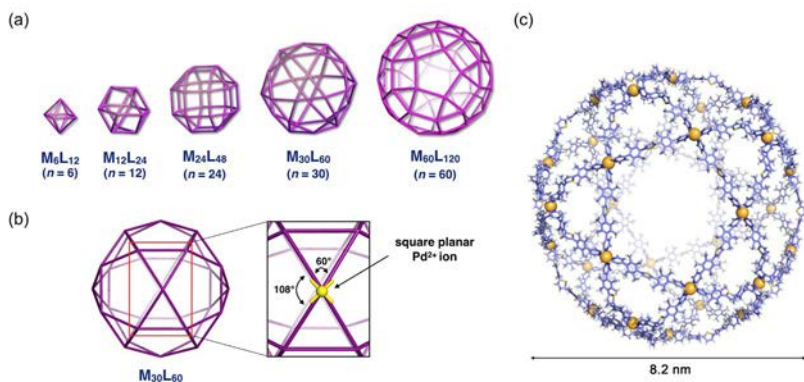 (a)
M₆L₁₂
(n = 6)
M₁₂L₂₄
(n = 12)
M₂₄L₄₈
(n = 24)
M₃₀L₆₀
(n = 30)
M₆₀L₁₂₀
(n = 60)
(b)
60°
108°
square planar
Pd²⁺ ion
M₃₀L₆₀
(c)
8.2 nm